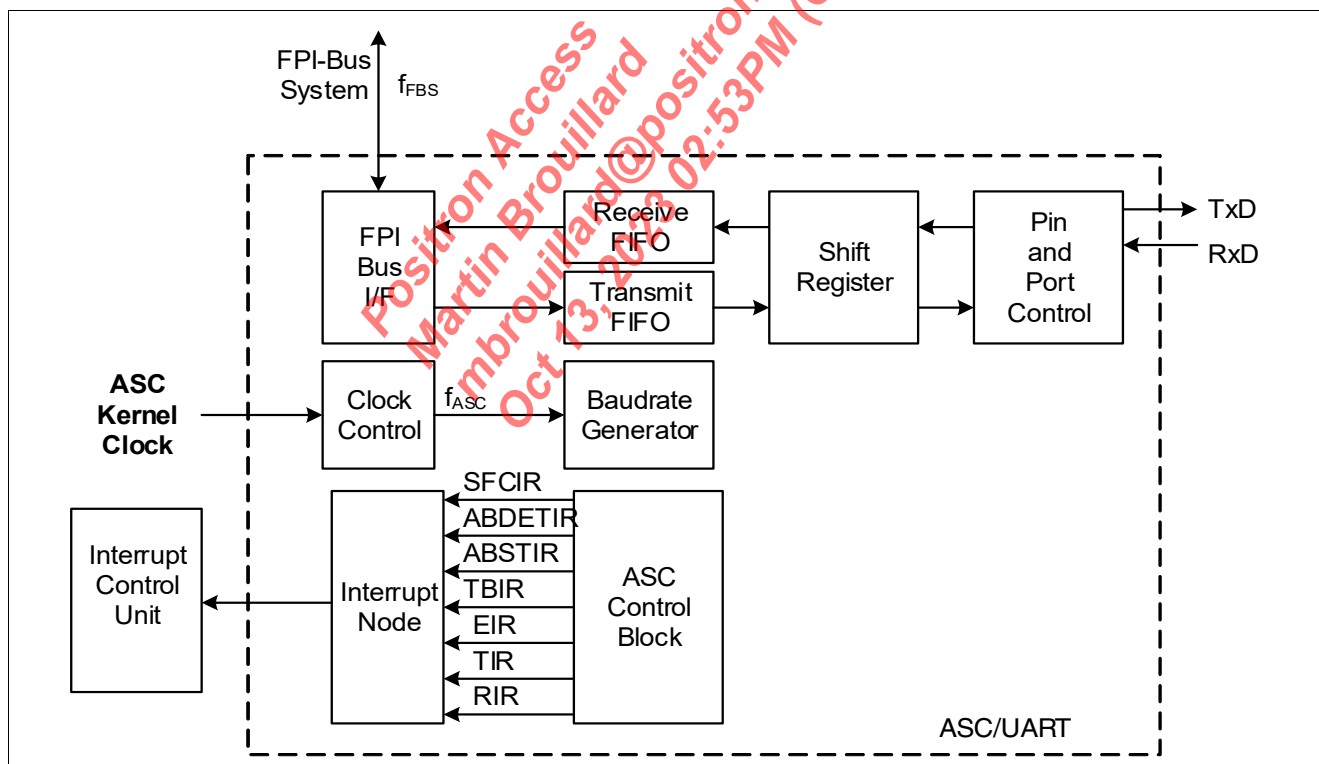 FPI-Bus
System
fFBS
FPI
Bus
I/F
Receive
FIFO
Transmit
FIFO
Shift
Register
Pin
and
Port
Control
TxD
RxD
ASC
Kernel
Clock
Clock
Control
fASC
Baudrate
Generator
Interrupt
Control
Unit
Interrupt
Node
SFCIR
ABDETIR
ABSTIR
TBIR
EIR
TIR
RIR
ASC
Control
Block
ASC/UART
Positron Access
Martin Brouillard
mbrouillard@positron
Oct 13, 2023 02:53PM